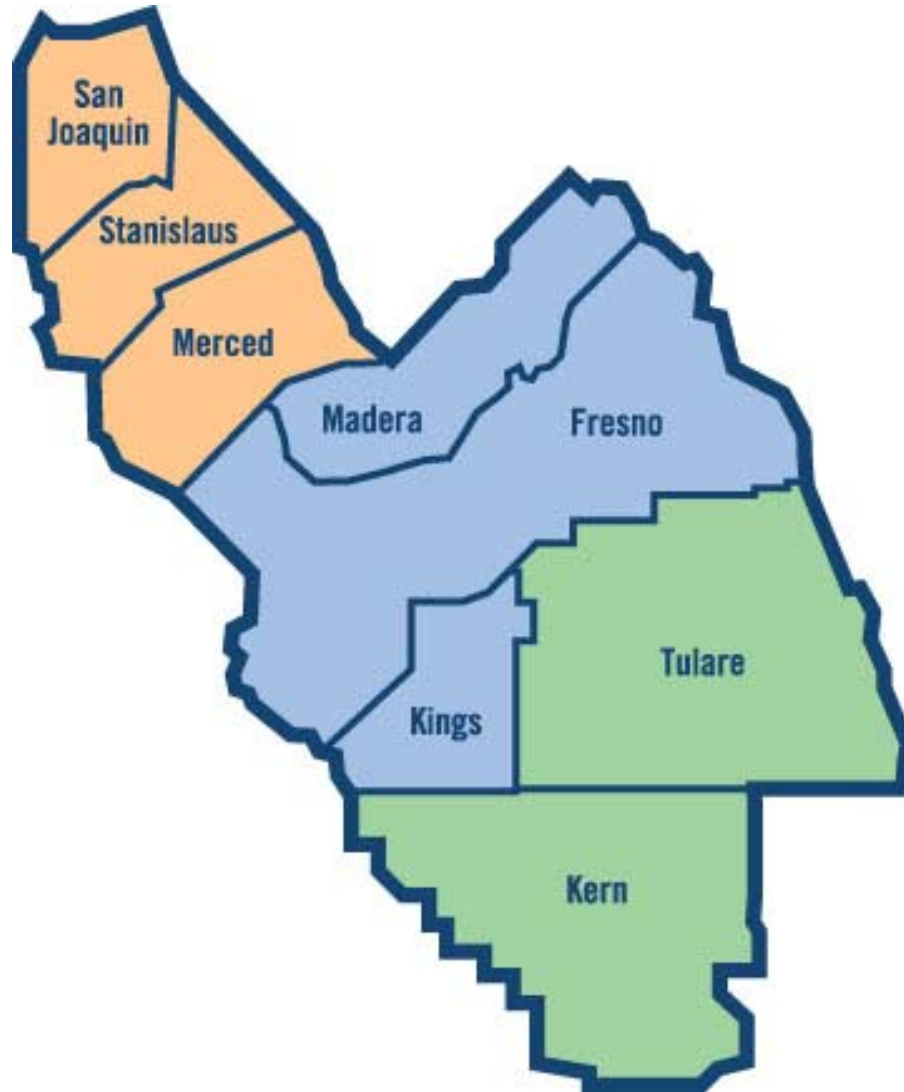 San
Joaquin
Stanislaus
Merced
Madera
Fresno
Tulare
Kings
Kern